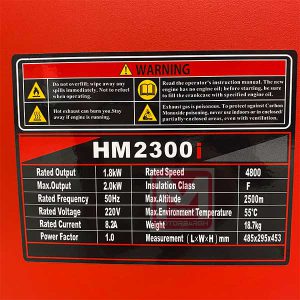 WARNING
Do not overfill; wipe away any
spills immediately. Not to refuel
when operating.
Read the operator's instruction manual. The new
engine has no engine oil; before starting, be sure
to fill the crankcase with specified engine oil.
Hot exhaust can burn you.Stay
away if engine is running.
Exhaust gas is poisonous. To protect against Carbon
Monoxide poisoning, never use indoors or in enclosed
partially-enclosed areas, even with ventilation.
HM2300i
Rated Output 1.8kW Rated Speed 4800
Max.Output 2.0kW Insulation Class F
Rated Frequency 50Hz Max.Altitude 2500m
Rated Voltage 220V Max.Environment Temperature 55℃
Rated Current 8.2A Weight 18.7kg
Power Factor 1.0 Measurement ( L×W×H ) mm 485x295x453